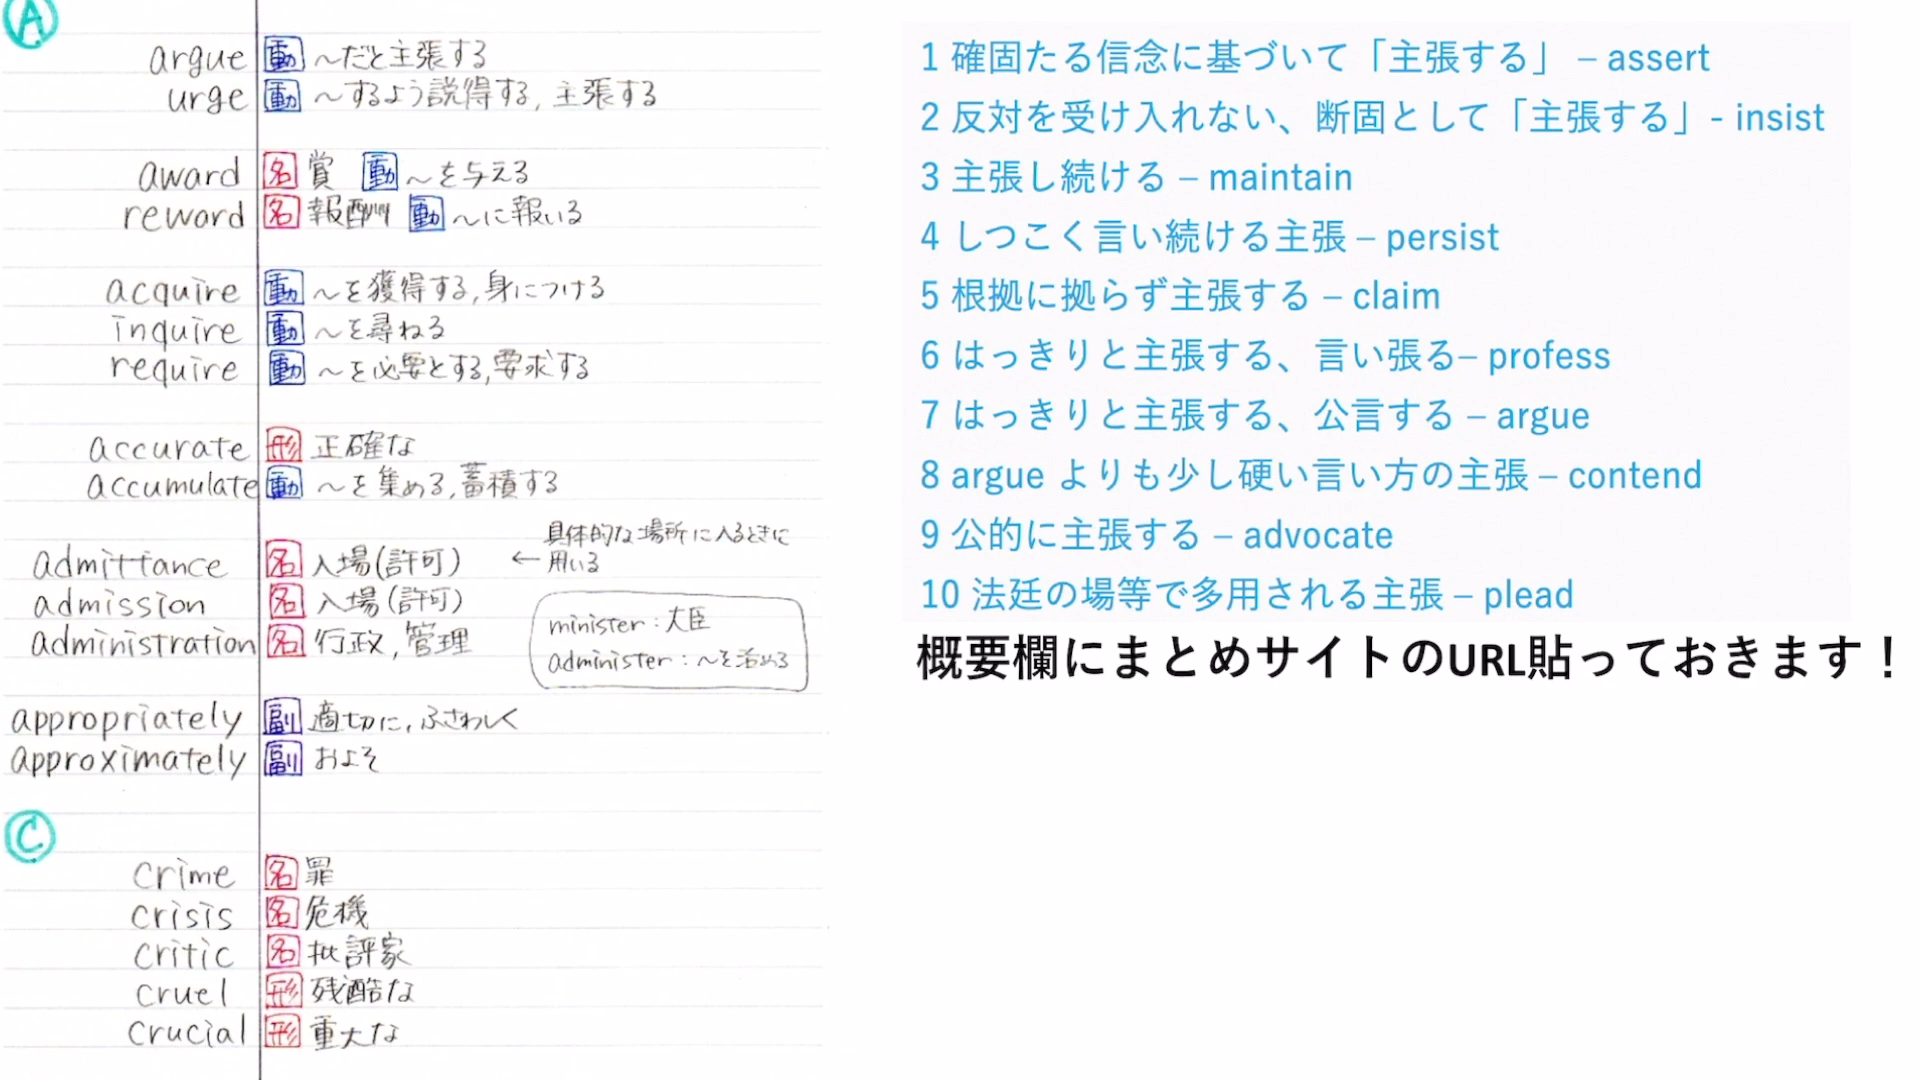 A
argue 動 ～だと主張する
urge 動 ～するよう説得する, 主張する
award 名 賞 動 ～を与える
reward 名 報酬 動 ～に報いる
acquire 動 ～を獲得する, 身につける
inquire 動 ～を尋ねる
require 動 ～を必要とする, 要求する
accurate 形 正確な
accumulate 動 ～を集める, 蓄積する
admittance 名 入場(許可) ← 具体的な場所に入るときに
用いる
admission 名 入場(許可)
administration 名 行政, 管理
minister : 大臣
administer : ～を治める
appropriately 副 適切に, ふさわしく
approximately 副 およそ
C
crime 名 罪
crisis 名 危機
critic 名 批評家
cruel 形 残酷な
crucial 形 重大な
1 確固たる信念に基づいて「主張する」 – assert
2 反対を受け入れない、断固として「主張する」- insist
3 主張し続ける – maintain
4 しつこく言い続ける主張 – persist
5 根拠に拠らず主張する – claim
6 はっきりと主張する、言い張る– profess
7 はっきりと主張する、公言する – argue
8 argue よりも少し硬い言い方の主張 – contend
9 公的に主張する – advocate
10 法廷の場等で多用される主張 – plead
概要欄にまとめサイトのURL貼っておきます！